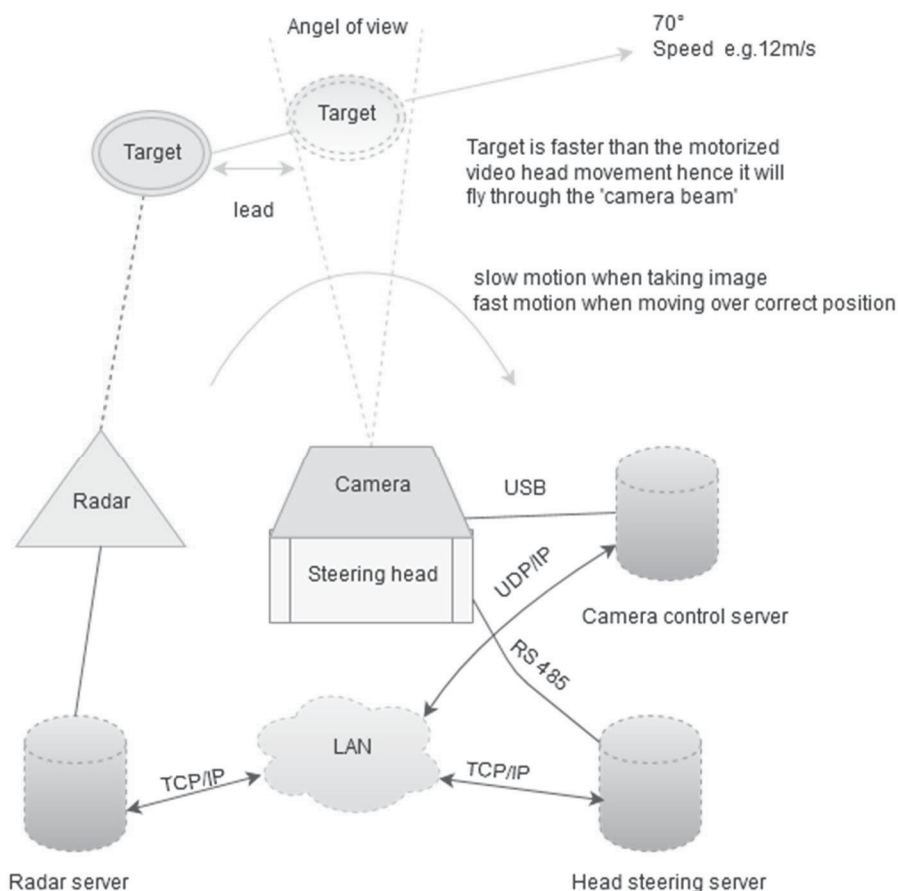 Angel of view
70°
Speed e.g.12m/s
Target
Target
Target is faster than the motorized
video head movement hence it will
fly through the 'camera beam'
lead
slow motion when taking image
fast motion when moving over correct position
Radar
Camera
USB
Steering head
UDP/IP
Camera control server
RS 485
LAN
TCP/IP
TCP/IP
Radar server
Head steering server